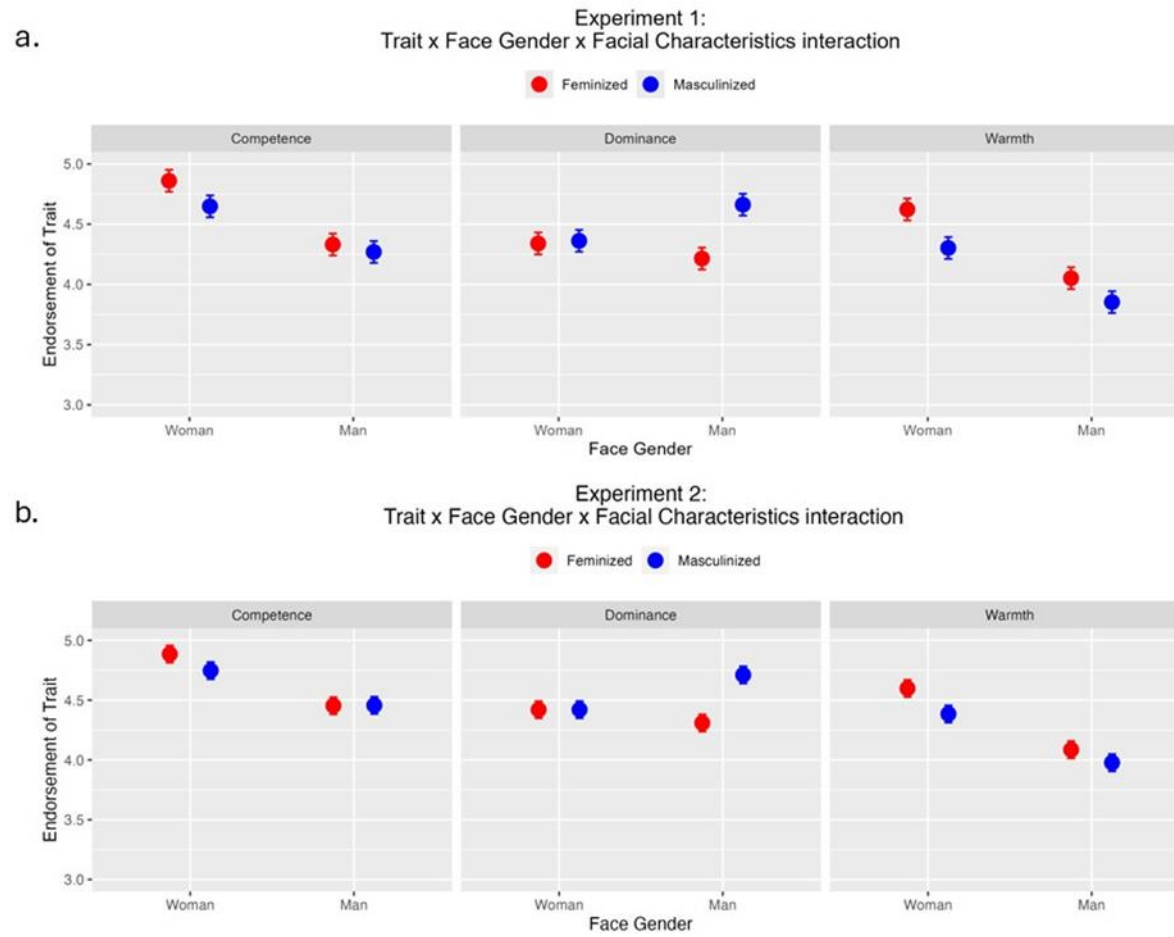 a.
Experiment 1:
Trait x Face Gender x Facial Characteristics interaction
Feminized Masculinized
Competence Dominance Warmth
Endorsement of Trait
5.0
4.5
4.0
3.5
3.0
Woman Man Woman Man Woman Man
Face Gender
b.
Experiment 2:
Trait x Face Gender x Facial Characteristics interaction
Feminized Masculinized
Competence Dominance Warmth
Endorsement of Trait
5.0
4.5
4.0
3.5
3.0
Woman Man Woman Man Woman Man
Face Gender